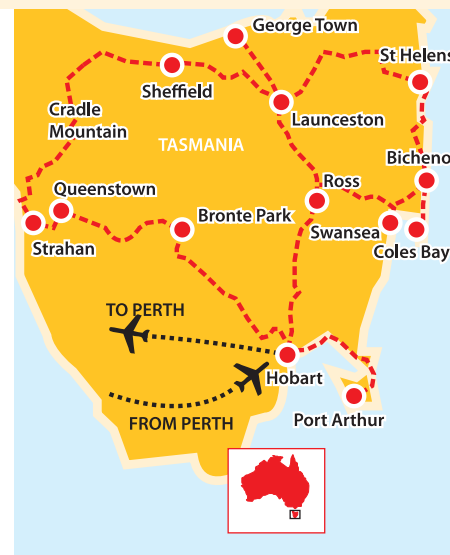 George Town
St Helens
Sheffield
Cradle
Mountain
Launceston
TASMANIA
Bicheno
Ross
Queenstown
Bronte Park
Swansea
Strahan
Coles Bay
TO PERTH
Hobart
FROM PERTH
Port Arthur